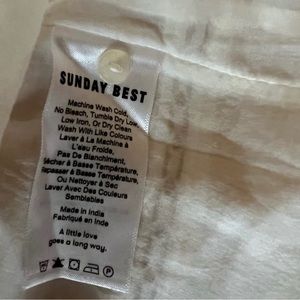 SUNDAY BEST
Machine Wash Cold,
No Bleach, Tumble Dry Low,
Low Iron, Or Dry Clean
Wash With Like Colours
Laver À La Machine À
L'eau Froide,
Pas De Blanchiment,
Sécher À Basse Température,
Repasser À Basse Température,
Ou Nettoyer À Sec
Laver Avec Des Couleurs
Semblables
Made in India
Fabriqué en Inde
A little love
goes a long way.
P